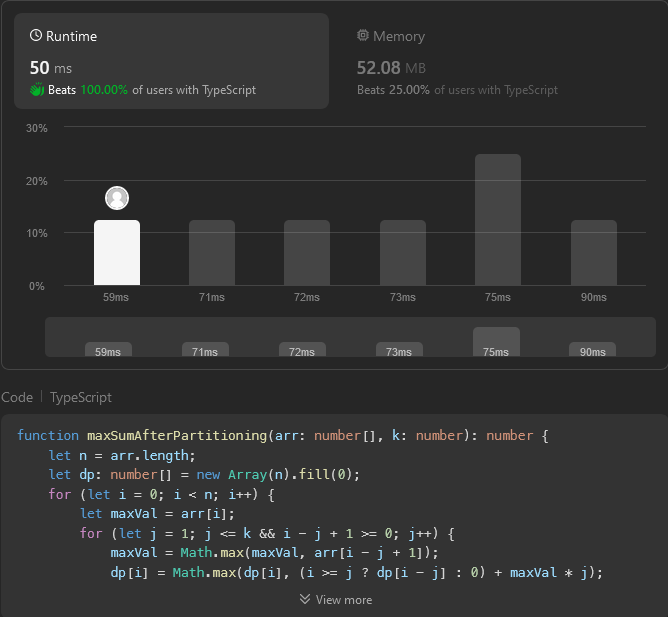 Runtime
Memory
50 ms
52.08 MB
Beats 100.00% of users with TypeScript
Beats 25.00% of users with TypeScript
30%
20%
10%
0%
59ms 71ms 72ms 73ms 75ms 90ms
59ms 71ms 72ms 73ms 75ms 90ms
Code | TypeScript
function maxSumAfterPartitioning(arr: number[], k: number): number {
    let n = arr.length;
    let dp: number[] = new Array(n).fill(0);
    for (let i = 0; i < n; i++) {
        let maxVal = arr[i];
        for (let j = 1; j <= k && i - j + 1 >= 0; j++) {
            maxVal = Math.max(maxVal, arr[i - j + 1]);
            dp[i] = Math.max(dp[i], (i >= j ? dp[i - j] : 0) + maxVal * j);
View more